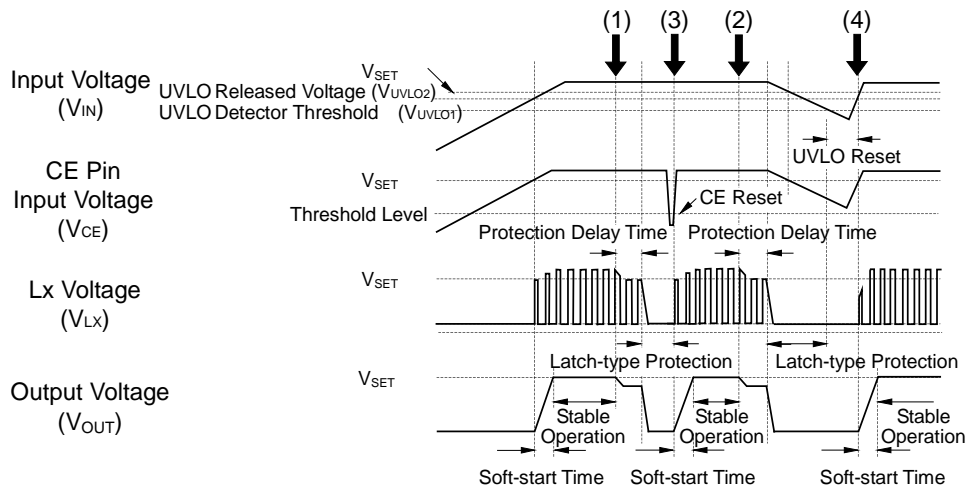 (1) (3) (2) (4)
Input Voltage
(VIN)
VSET
UVLO Released Voltage (VUVLO2)
UVLO Detector Threshold (VUVLO1)
UVLO Reset
CE Pin
Input Voltage
(VCE)
VSET
Threshold Level
CE Reset
Protection Delay Time Protection Delay Time
Lx Voltage
(VLX)
VSET
Latch-type Protection Latch-type Protection
Output Voltage
(VOUT)
VSET
Stable
Operation
Stable
Operation
Stable
Operation
Soft-start Time Soft-start Time Soft-start Time